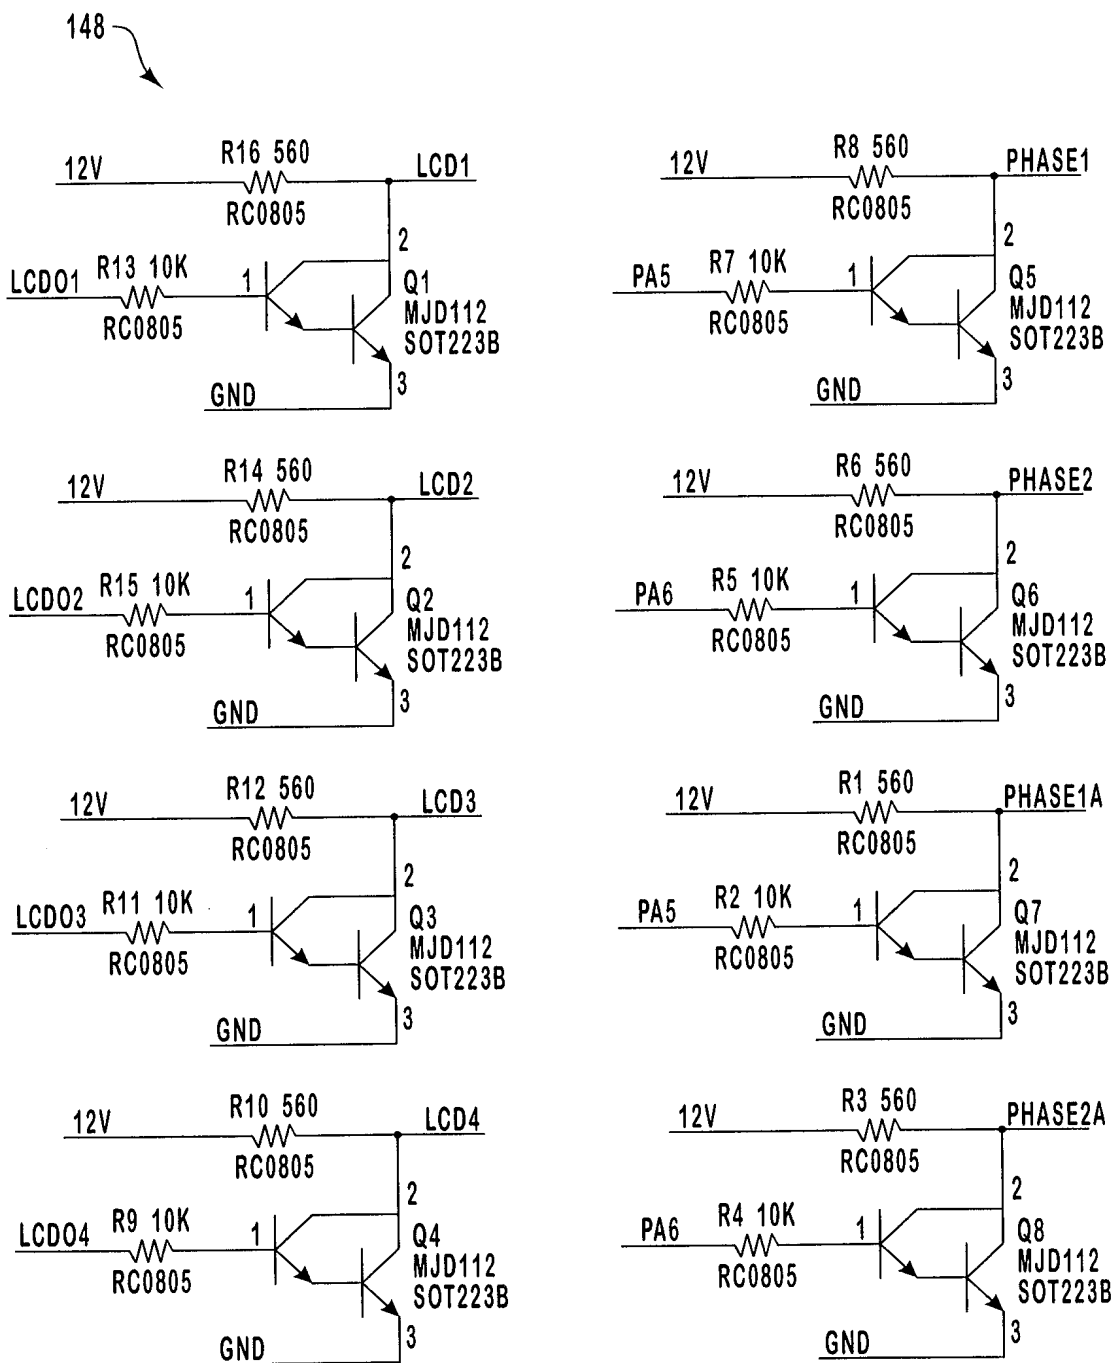 148
R16 560
12V
LCD1
RC0805
2
R13 10K
LCDO1
1
Q1
RC0805
MJD112
SOT223B
3
GND
R8 560
12V
PHASE1
RC0805
2
R7 10K
PA5
1
Q5
RC0805
MJD112
SOT223B
3
GND
R14 560
12V
LCD2
RC0805
2
R15 10K
LCDO2
1
Q2
RC0805
MJD112
SOT223B
3
GND
R6 560
12V
PHASE2
RC0805
2
R5 10K
PA6
1
Q6
RC0805
MJD112
SOT223B
3
GND
R12 560
12V
LCD3
RC0805
2
R11 10K
LCDO3
1
Q3
RC0805
MJD112
SOT223B
3
GND
R1 560
12V
PHASE1A
RC0805
2
R2 10K
PA5
1
Q7
RC0805
MJD112
SOT223B
3
GND
R10 560
12V
LCD4
RC0805
2
R9 10K
LCDO4
1
Q4
RC0805
MJD112
SOT223B
3
GND
R3 560
12V
PHASE2A
RC0805
2
R4 10K
PA6
1
Q8
RC0805
MJD112
SOT223B
3
GND